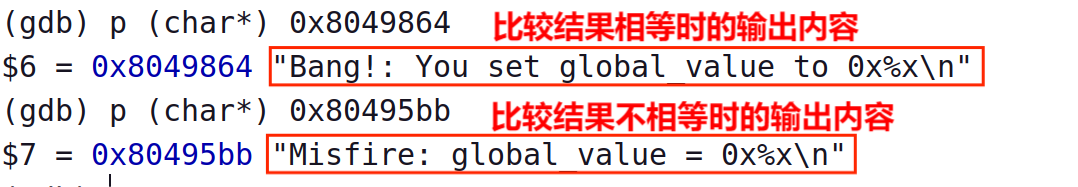 (gdb) p (char*) 0x8049864 比较结果相等时的输出内容
$6 = 0x8049864 "Bang!: You set global_value to 0x%x\n"
(gdb) p (char*) 0x80495bb 比较结果不相等时的输出内容
$7 = 0x80495bb "Misfire: global_value = 0x%x\n"